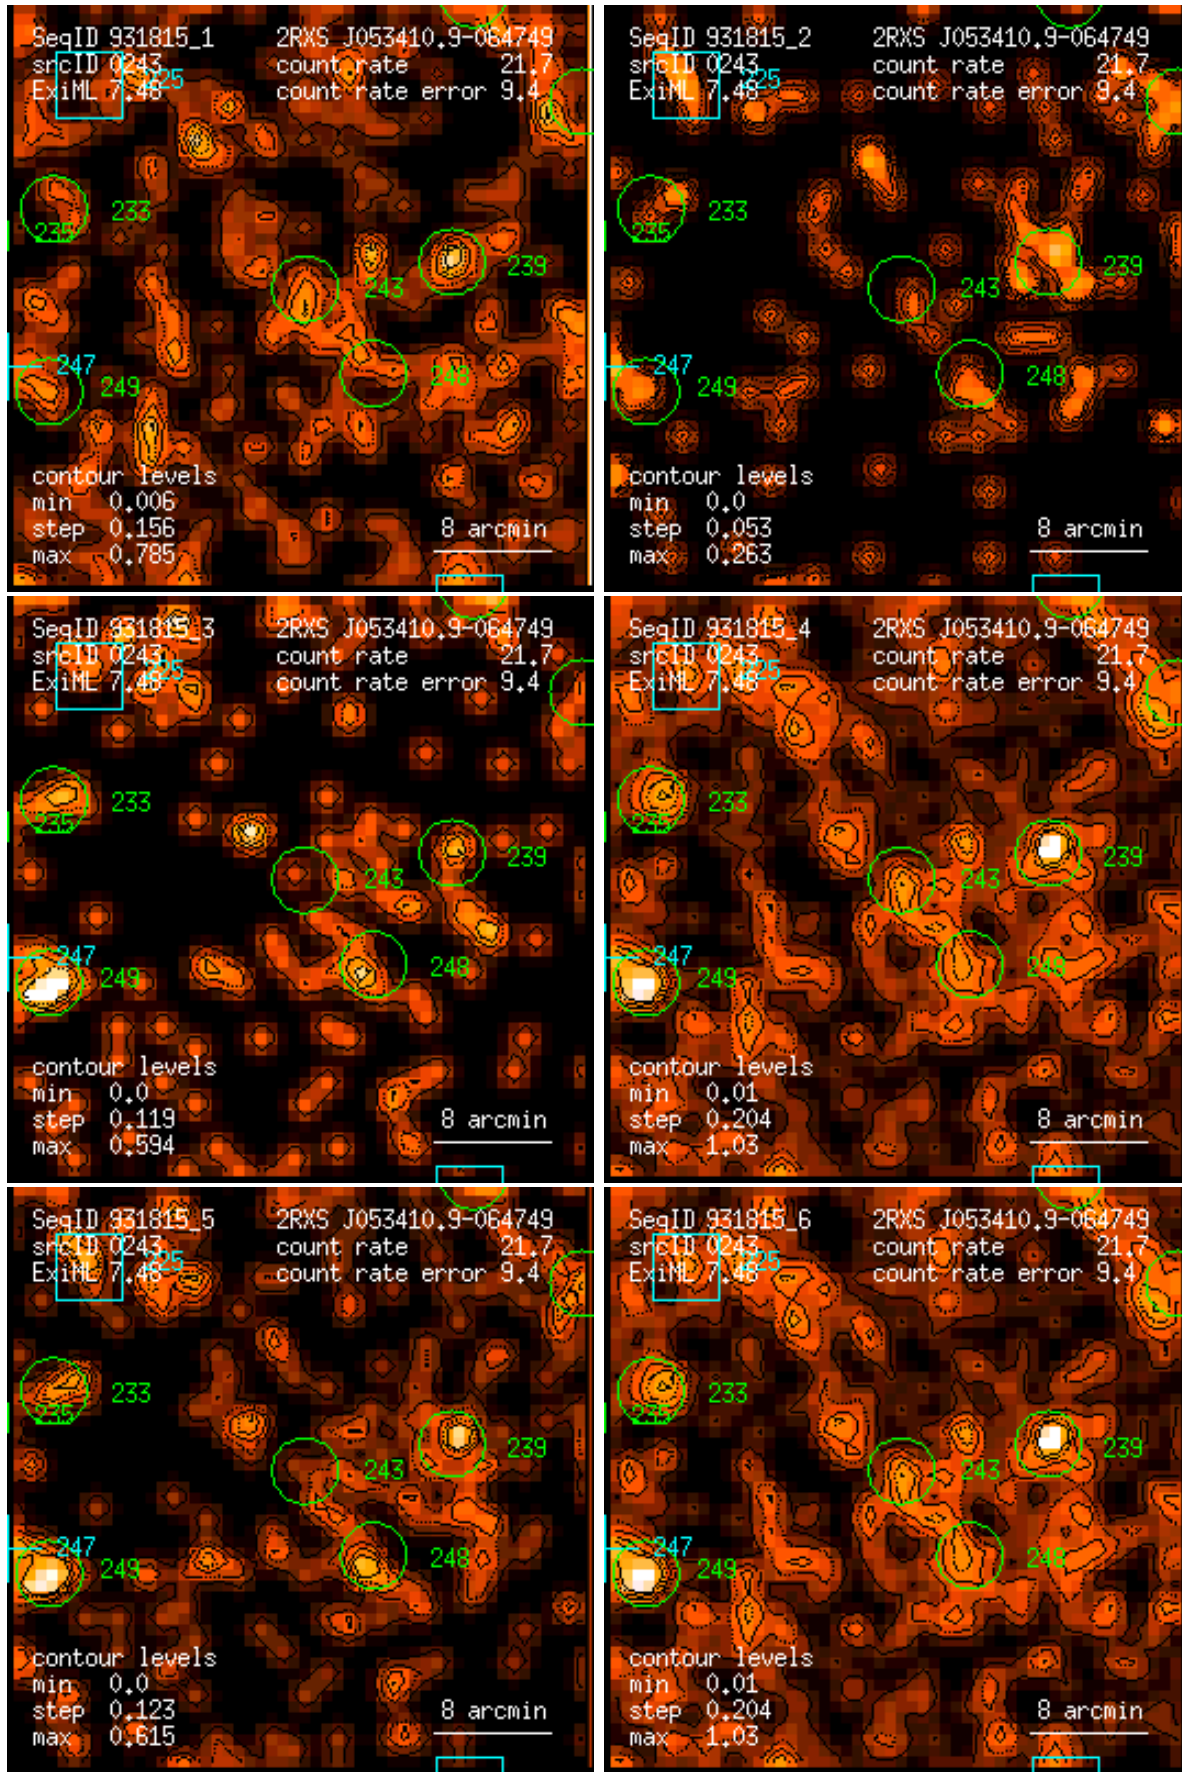 SeqID 931815_1 2RXS J053410.9-064749
srcID 0243 count rate 21.7
ExiML 7.48 225 count rate error 9.4
233
235
239
243
247
249
248
contour levels
min 0.006
step 0.156
max 0.785
8 arcmin
SeqID 931815_2 2RXS J053410.9-064749
srcID 0243 count rate 21.7
ExiML 7.48 225 count rate error 9.4
233
235
239
243
247
249
248
contour levels
min 0.0
step 0.053
max 0.263
8 arcmin
SeqID 931815_3 2RXS J053410.9-064749
srcID 0243 count rate 21.7
ExiML 7.48 225 count rate error 9.4
233
235
239
243
247
249
248
contour levels
min 0.0
step 0.119
max 0.594
8 arcmin
SeqID 931815_4 2RXS J053410.9-064749
srcID 0243 count rate 21.7
ExiML 7.48 225 count rate error 9.4
233
235
239
243
247
249
248
contour levels
min 0.01
step 0.204
max 1.03
8 arcmin
SeqID 931815_5 2RXS J053410.9-064749
srcID 0243 count rate 21.7
ExiML 7.48 225 count rate error 9.4
233
235
239
243
247
249
248
contour levels
min 0.0
step 0.123
max 0.615
8 arcmin
SeqID 931815_6 2RXS J053410.9-064749
srcID 0243 count rate 21.7
ExiML 7.48 225 count rate error 9.4
233
235
239
243
247
249
248
contour levels
min 0.01
step 0.204
max 1.03
8 arcmin